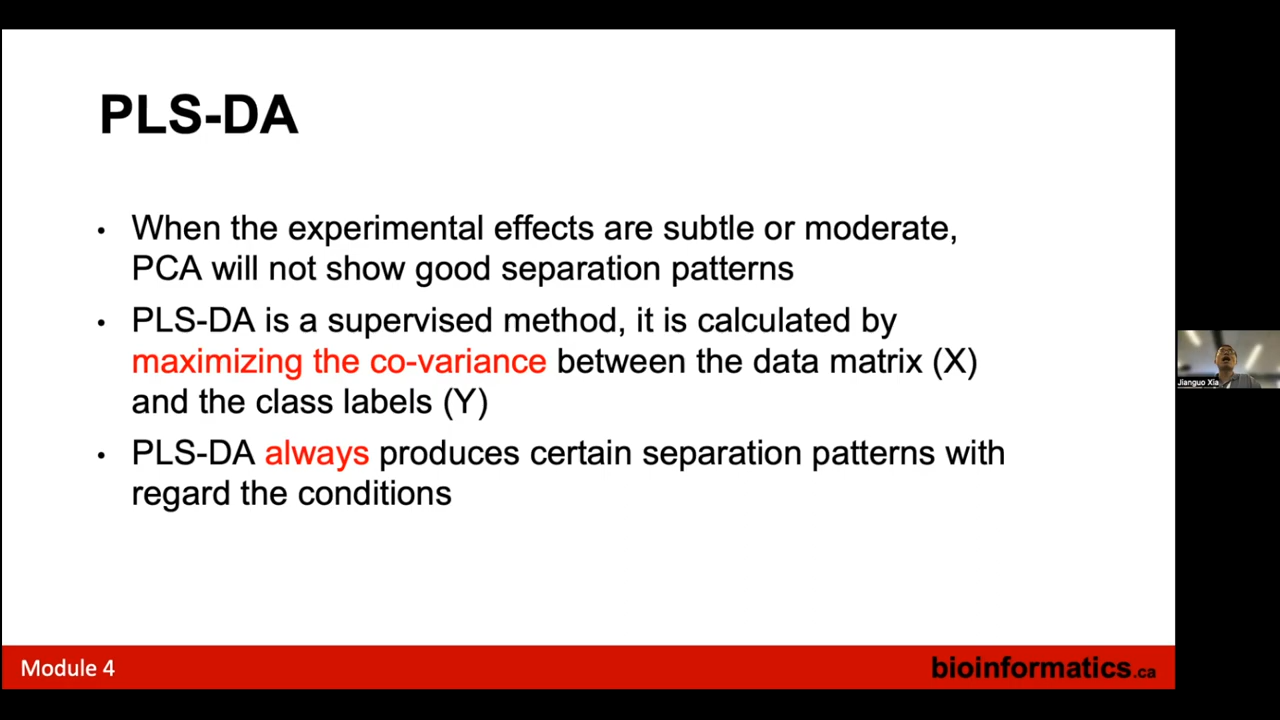 PLS-DA
• When the experimental effects are subtle or moderate,
PCA will not show good separation patterns
• PLS-DA is a supervised method, it is calculated by
maximizing the co-variance between the data matrix (X)
and the class labels (Y)
• PLS-DA always produces certain separation patterns with
regard the conditions
Jianguo Xia
Module 4
bioinformatics.ca